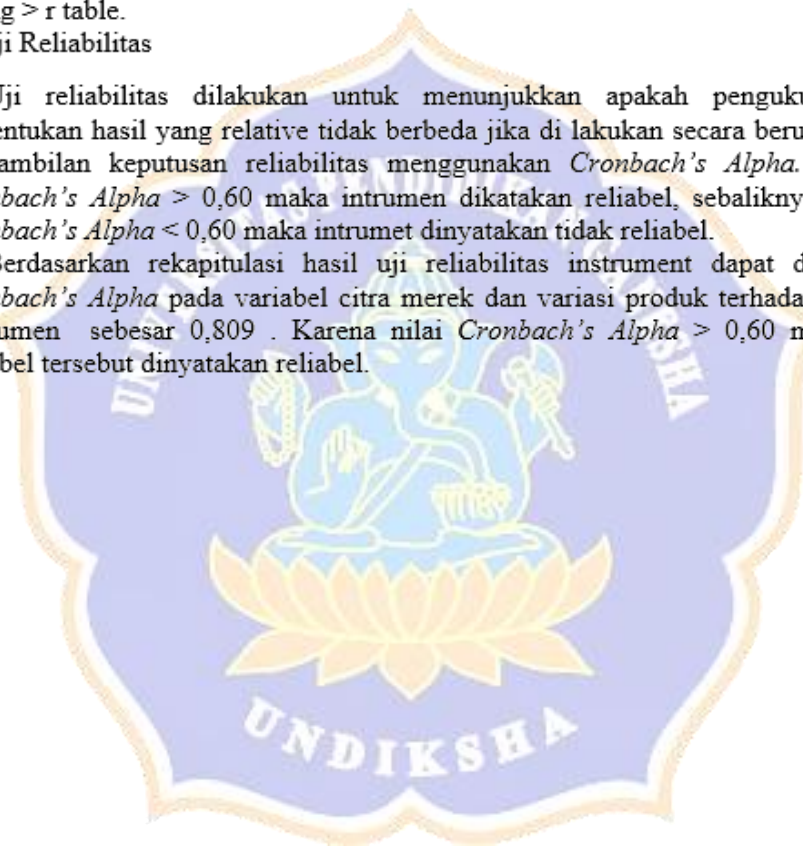 g > r table.
ji Reliabilitas
Uji reliabilitas dilakukan untuk menunjukkan apakah penguku
entukan hasil yang relative tidak berbeda jika di lakukan secara beru
ambilan keputusan reliabilitas menggunakan Cronbach’s Alpha.
bach’s Alpha > 0,60 maka intrumen dikatakan reliabel, sebalikny
bach’s Alpha < 0,60 maka intrumet dinyatakan tidak reliabel.
Berdasarkan rekapitulasi hasil uji reliabilitas instrument dapat d
bach’s Alpha pada variabel citra merek dan variasi produk terhada
umen sebesar 0,809 . Karena nilai Cronbach’s Alpha > 0,60 m
bel tersebut dinyatakan reliabel.
UNIVERSITAS PENDIDIKAN GANESHA
UNDIKSHA